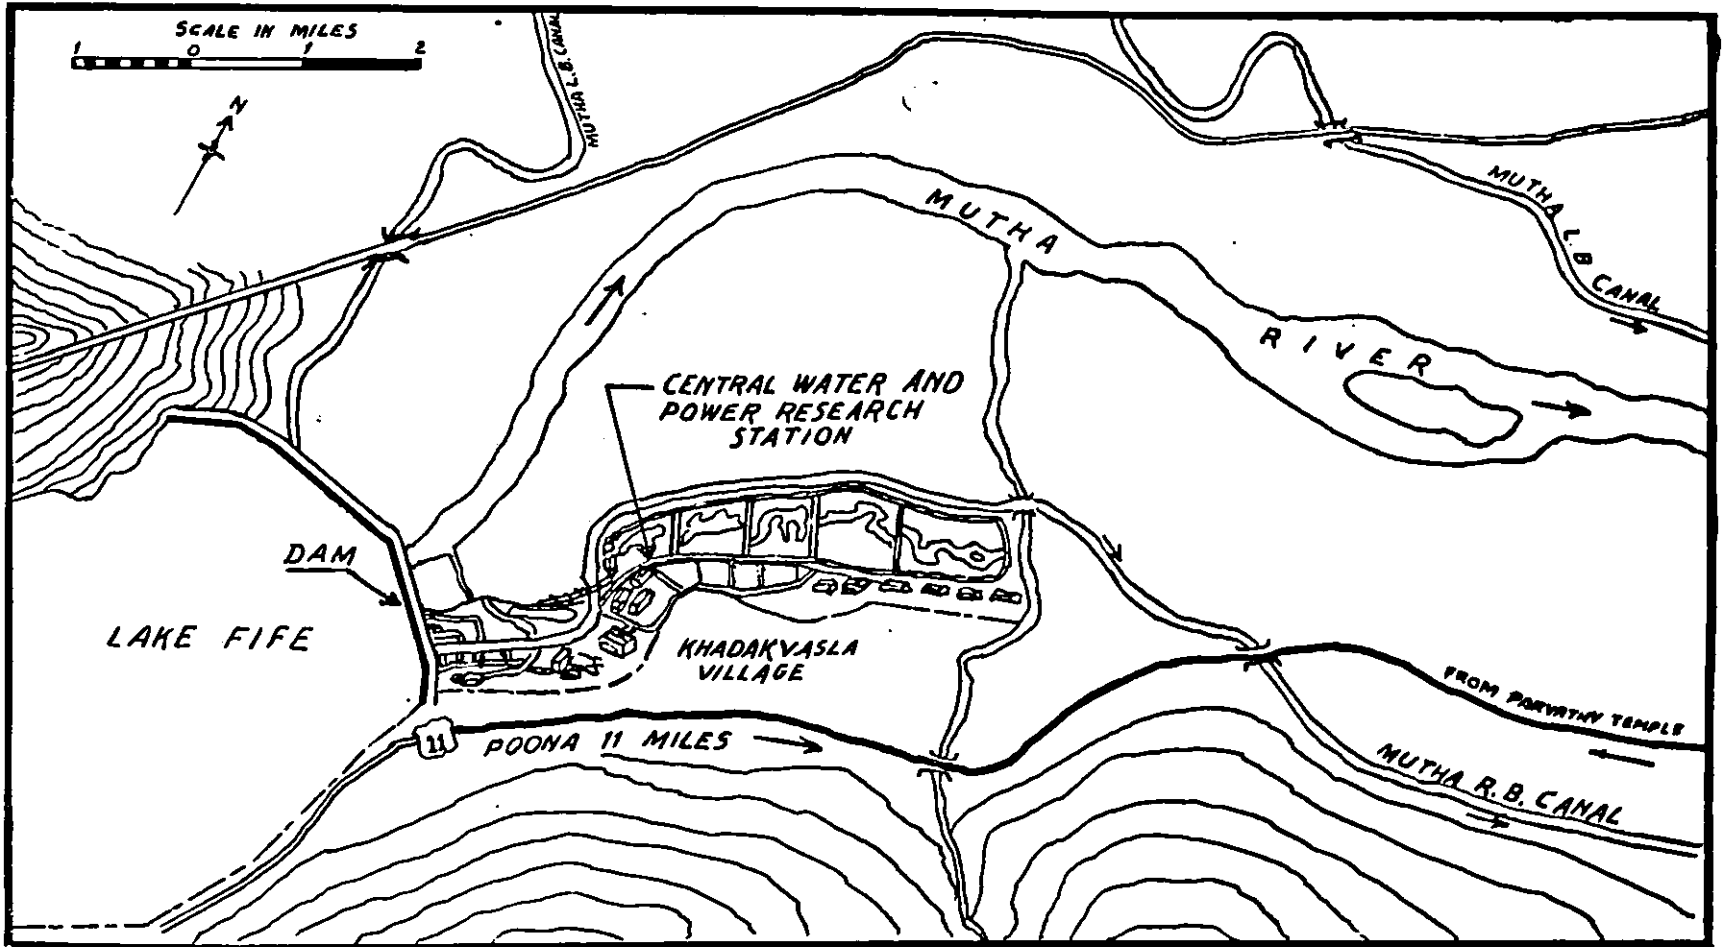 SCALE IN MILES
1 0 1 2
N
MUTHA L.B. CANAL
MUTHA
RIVER
MUTHA L.B CANAL
CENTRAL WATER AND
POWER RESEARCH
STATION
DAM
LAKE FIFE
KHADAKVASLA
VILLAGE
11
POONA 11 MILES
FROM PARVATHY TEMPLE
MUTHA R.B. CANAL